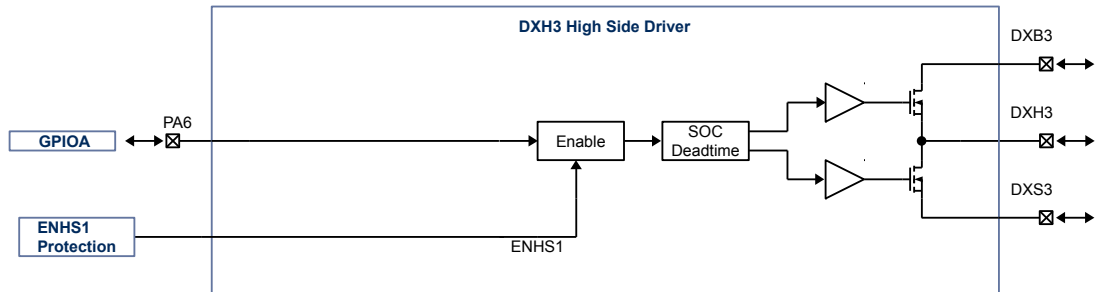 DXH3 High Side Driver
DXB3
PA6
GPIOA
Enable
SOC
Deadtime
DXH3
DXS3
ENHS1
Protection
ENHS1